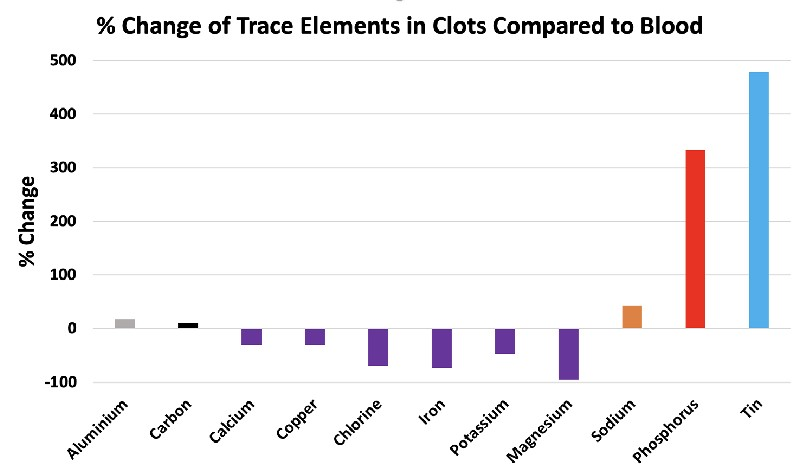 % Change of Trace Elements in Clots Compared to Blood
% Change
500
400
300
200
100
0
-100
Aluminium
Carbon
Calcium
Copper
Chlorine
Iron
Potassium
Magnesium
Sodium
Phosphorus
Tin